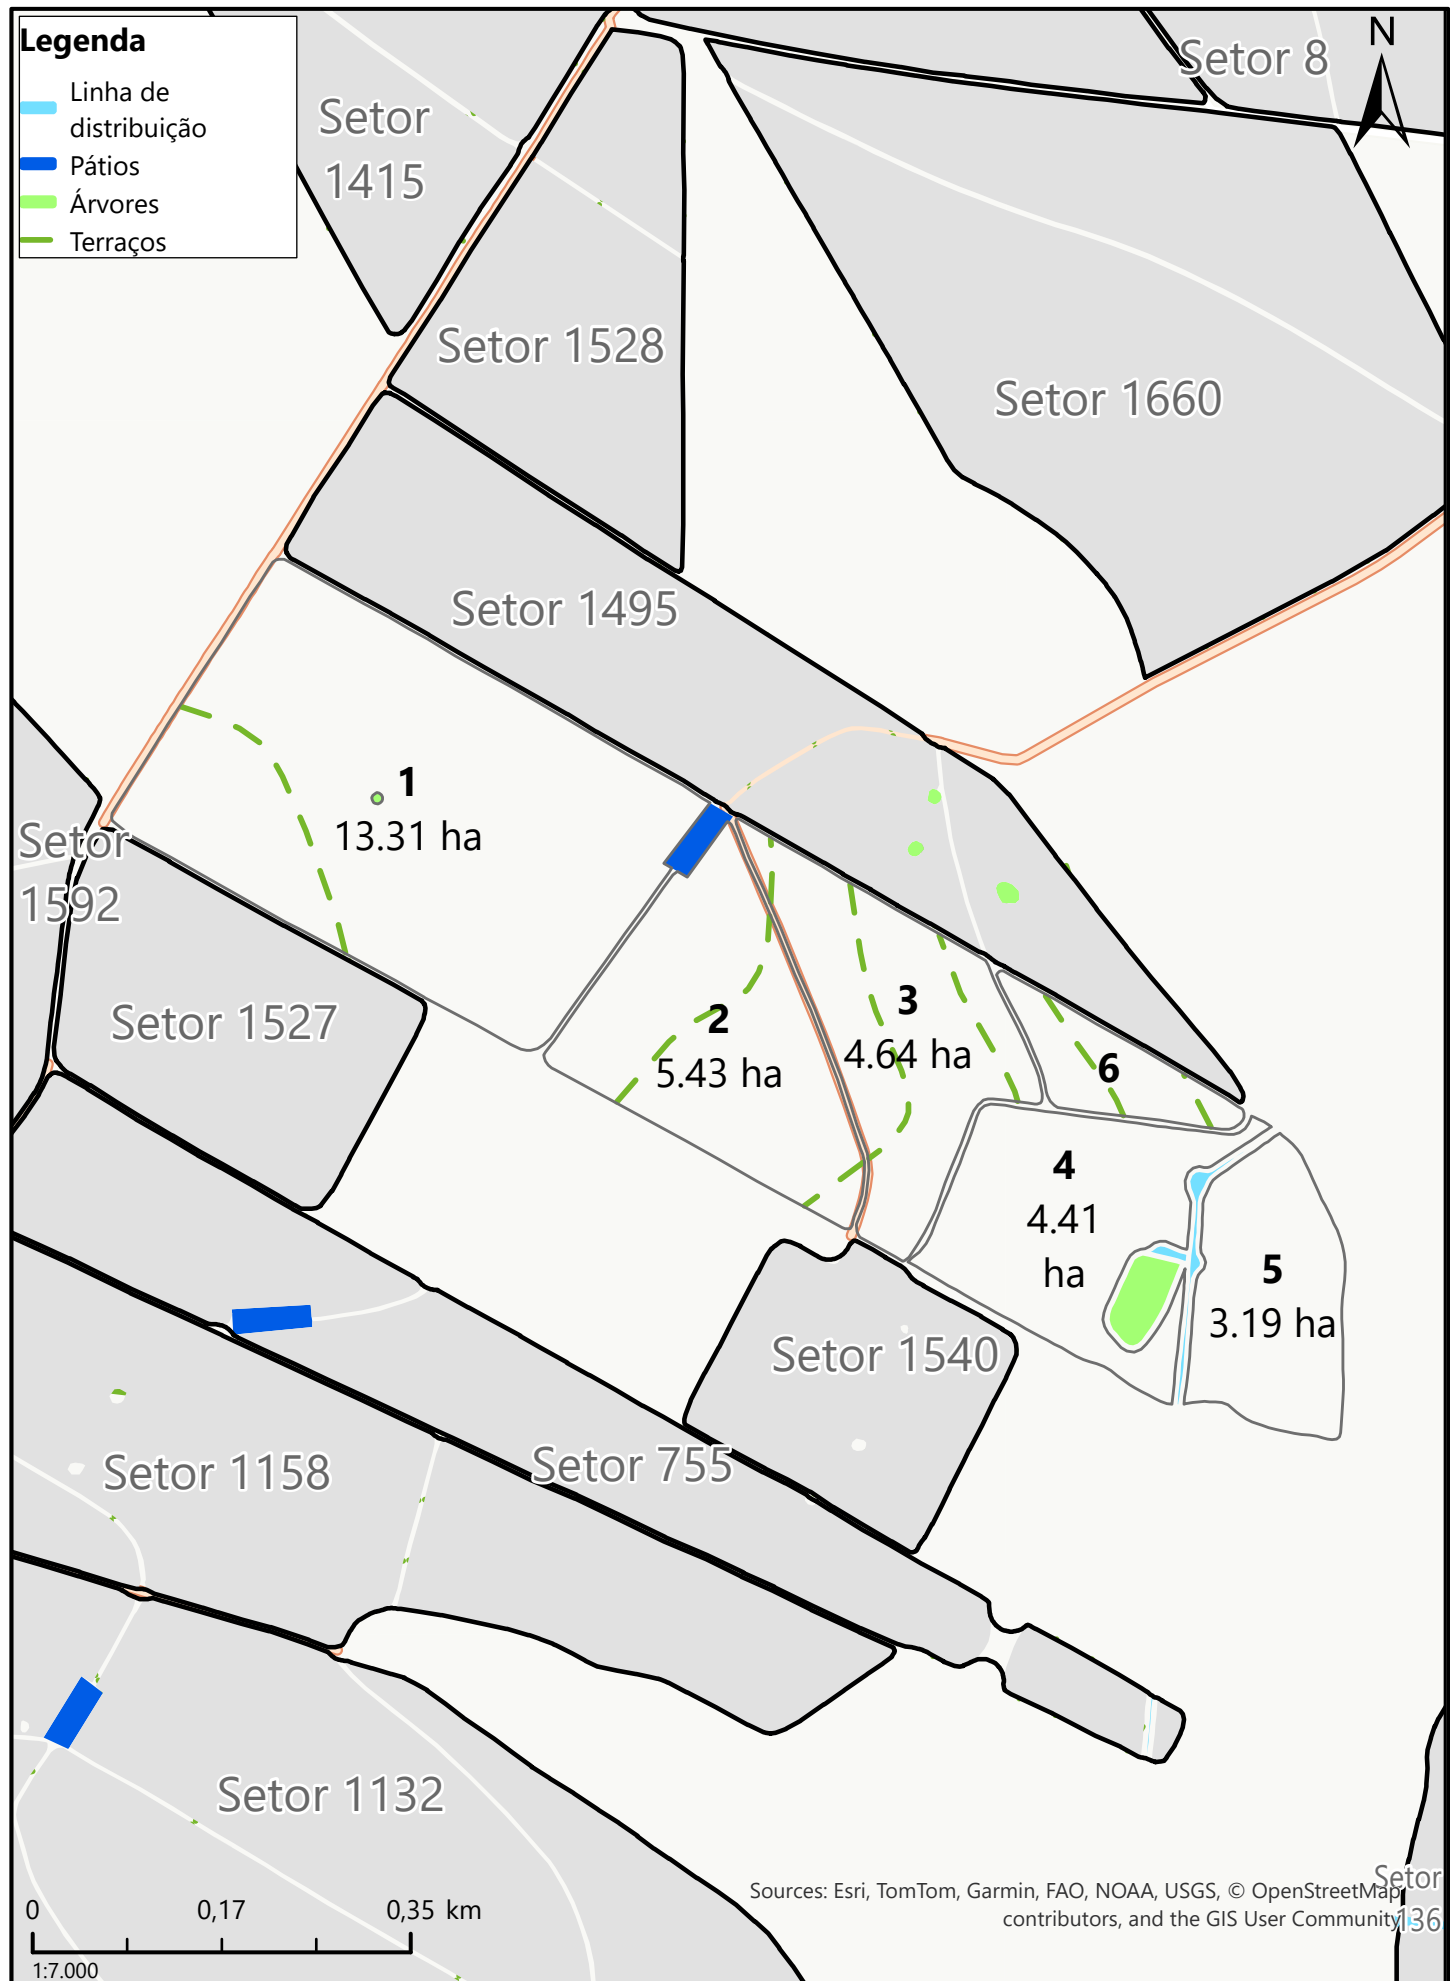 Legenda
Linha de
distribuição
Pátios
Árvores
Terraços
N
Setor 8
Setor
1415
Setor 1528
Setor 1660
Setor 1495
1
13.31 ha
Setor
1592
Setor 1527
2
5.43 ha
3
4.64 ha
6
4
4.41
ha
5
3.19 ha
Setor 1540
Setor 755
Setor 1158
Setor 1132
Setor
136
Sources: Esri, TomTom, Garmin, FAO, NOAA, USGS, © OpenStreetMap
contributors, and the GIS User Community
0 0,17 0,35 km
1:7.000